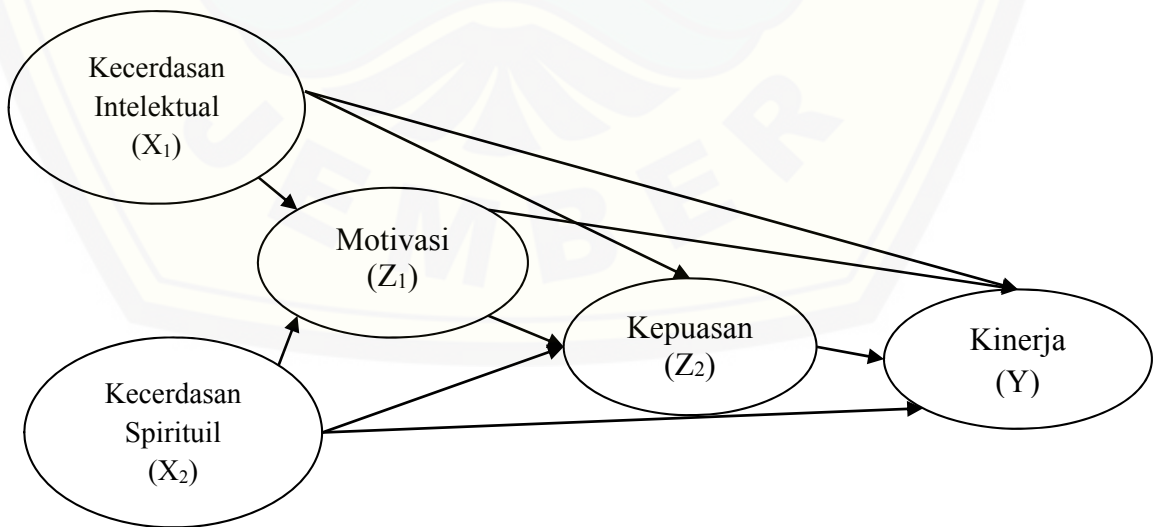 Kecerdasan
Intelektual
(X₁)
Motivasi
(Z₁)
Kepuasan
(Z₂)
Kinerja
(Y)
Kecerdasan
Spirituil
(X₂)